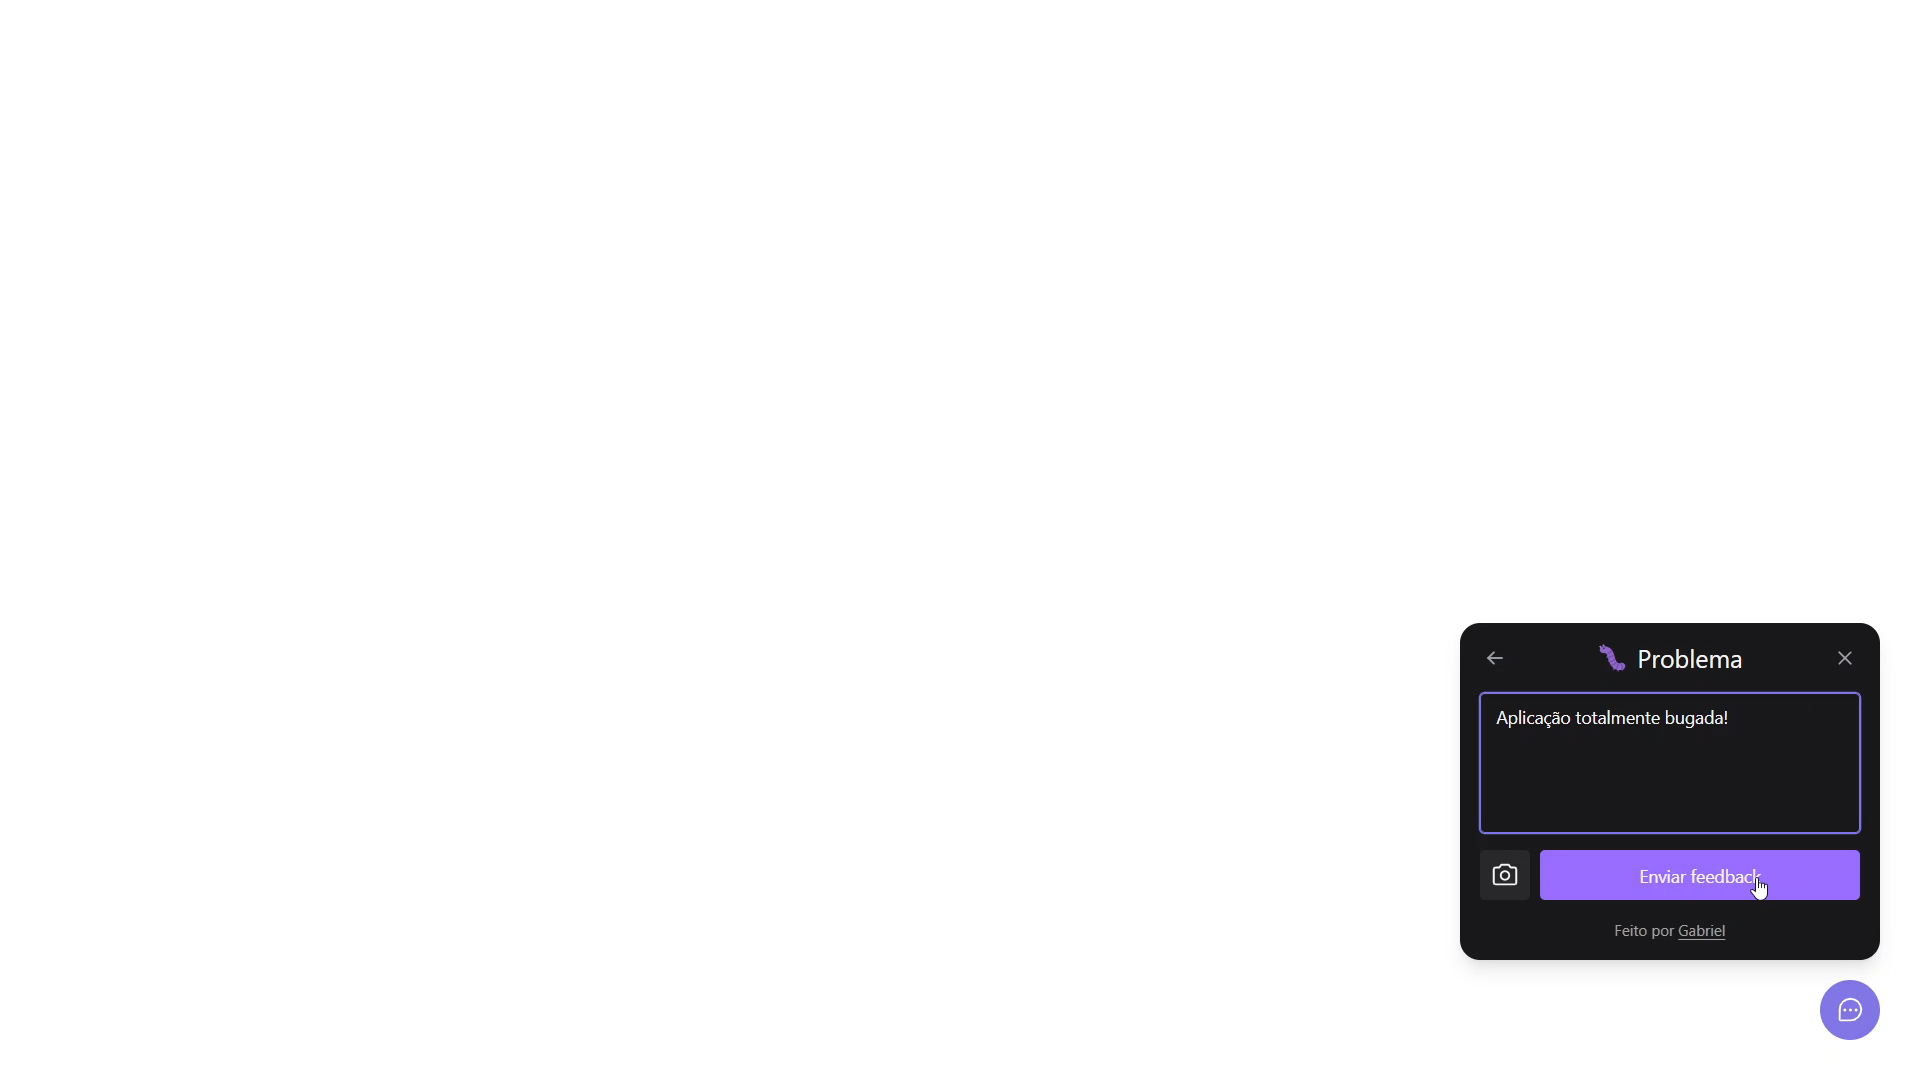 Problema
Aplicação totalmente bugada!
Enviar feedback
Feito por Gabriel